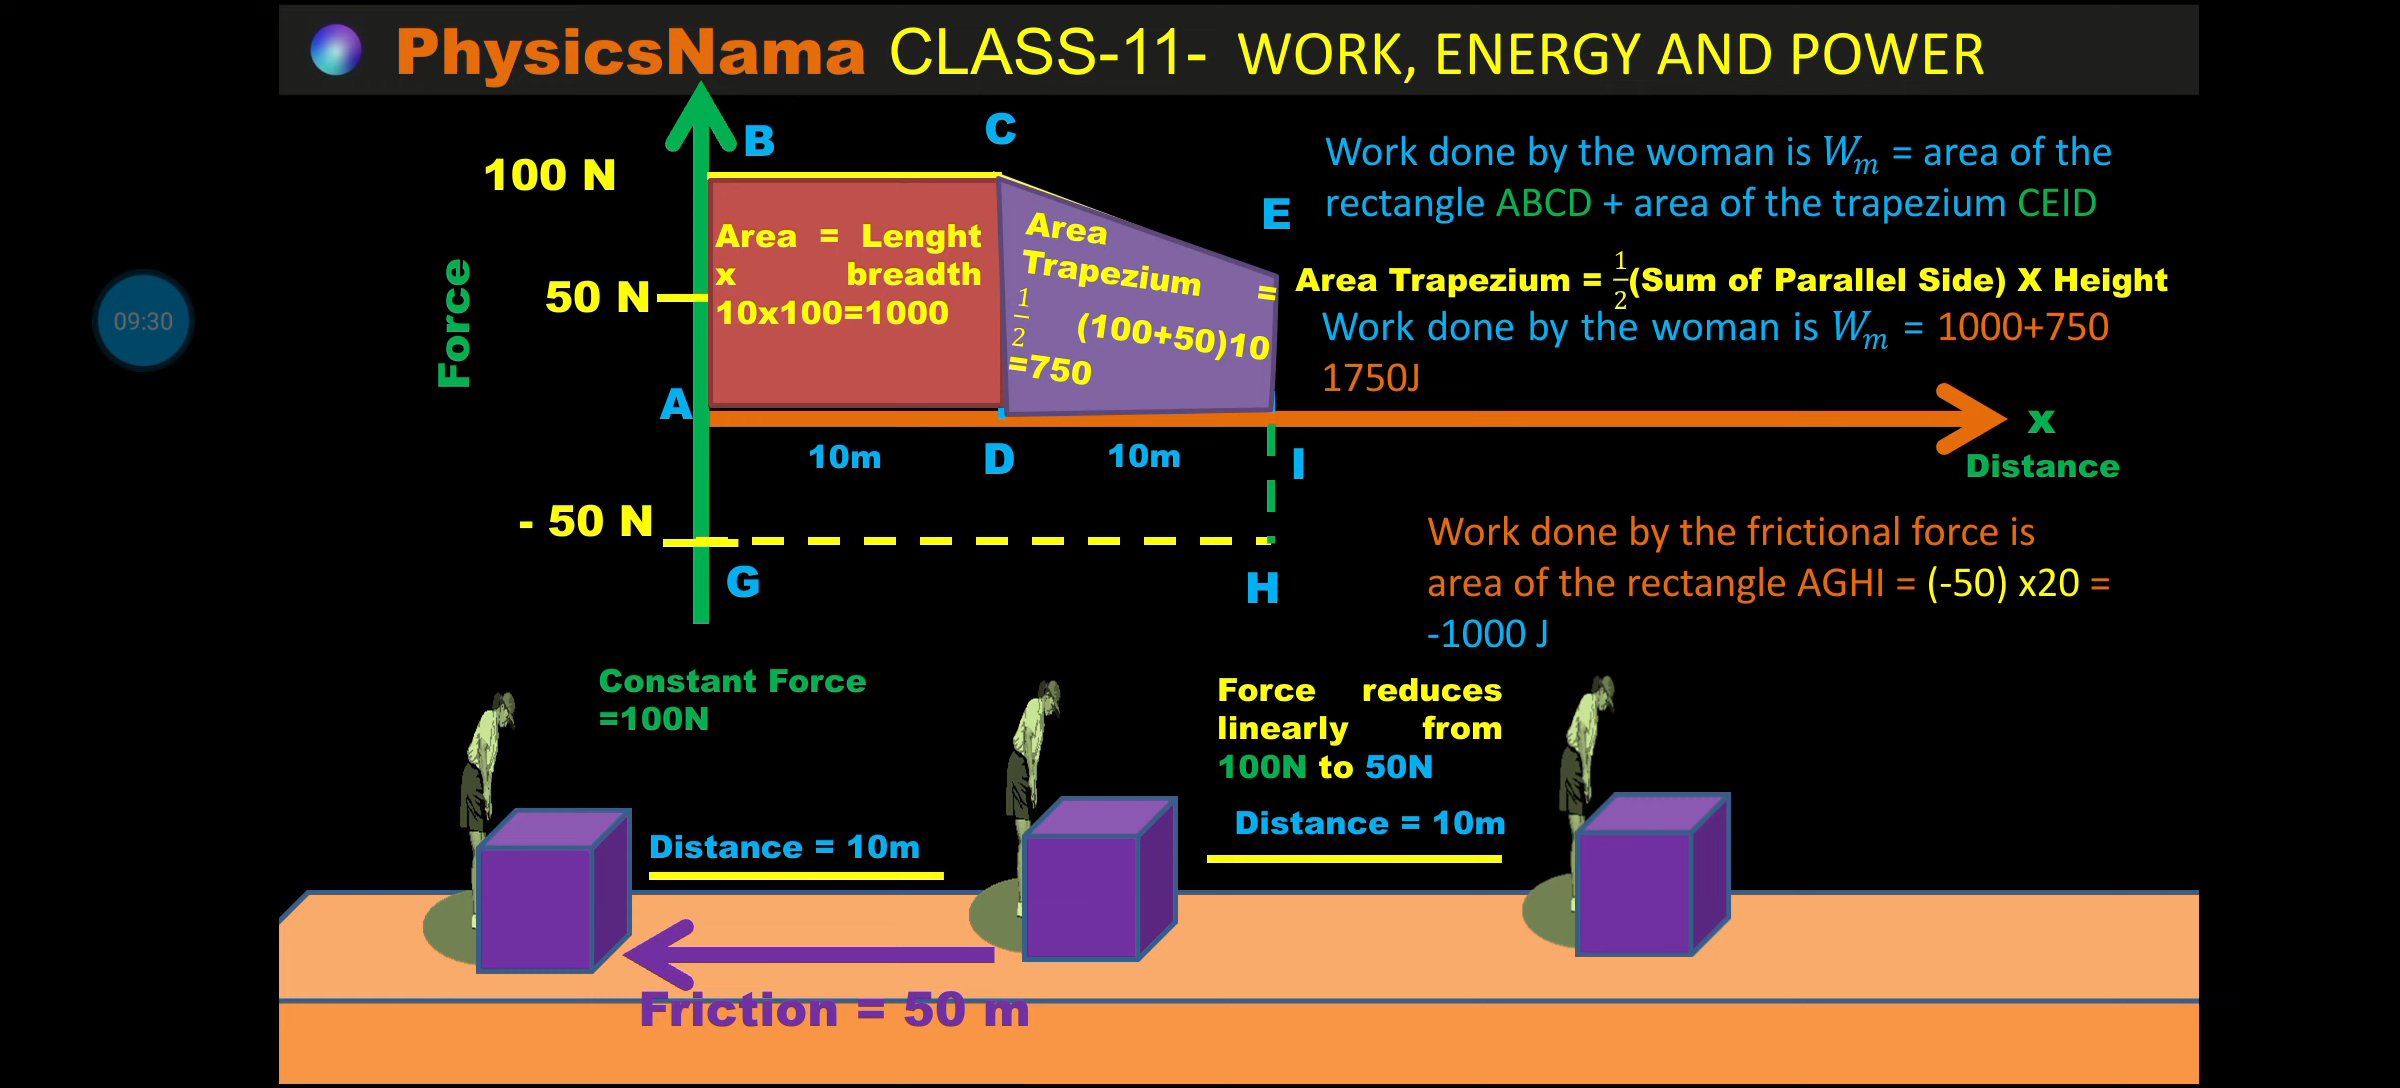 PhysicsNama CLASS-11- WORK, ENERGY AND POWER
B
C
100 N
Work done by the woman is Wm = area of the
rectangle ABCD + area of the trapezium CEID
E
Area = Lenght
x breadth
10x100=1000
Area
Trapezium =
1/2 (100+50)10
=750
Area Trapezium = 1/2(Sum of Parallel Side) X Height
50 N
Force
09:30
Work done by the woman is Wm = 1000+750
1750J
A
x
Distance
10m
D
10m
I
- 50 N
G
H
Work done by the frictional force is
area of the rectangle AGHI = (-50) x20 =
-1000 J
Constant Force
=100N
Force reduces
linearly from
100N to 50N
Distance = 10m
Distance = 10m
Friction = 50 m